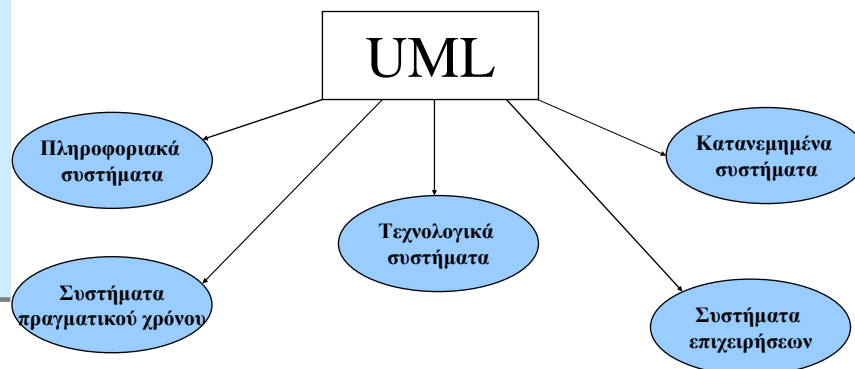 UML
Πληροφοριακά
συστήματα
Κατανεμημένα
συστήματα
Τεχνολογικά
συστήματα
Συστήματα
πραγματικού χρόνου
Συστήματα
επιχειρήσεων